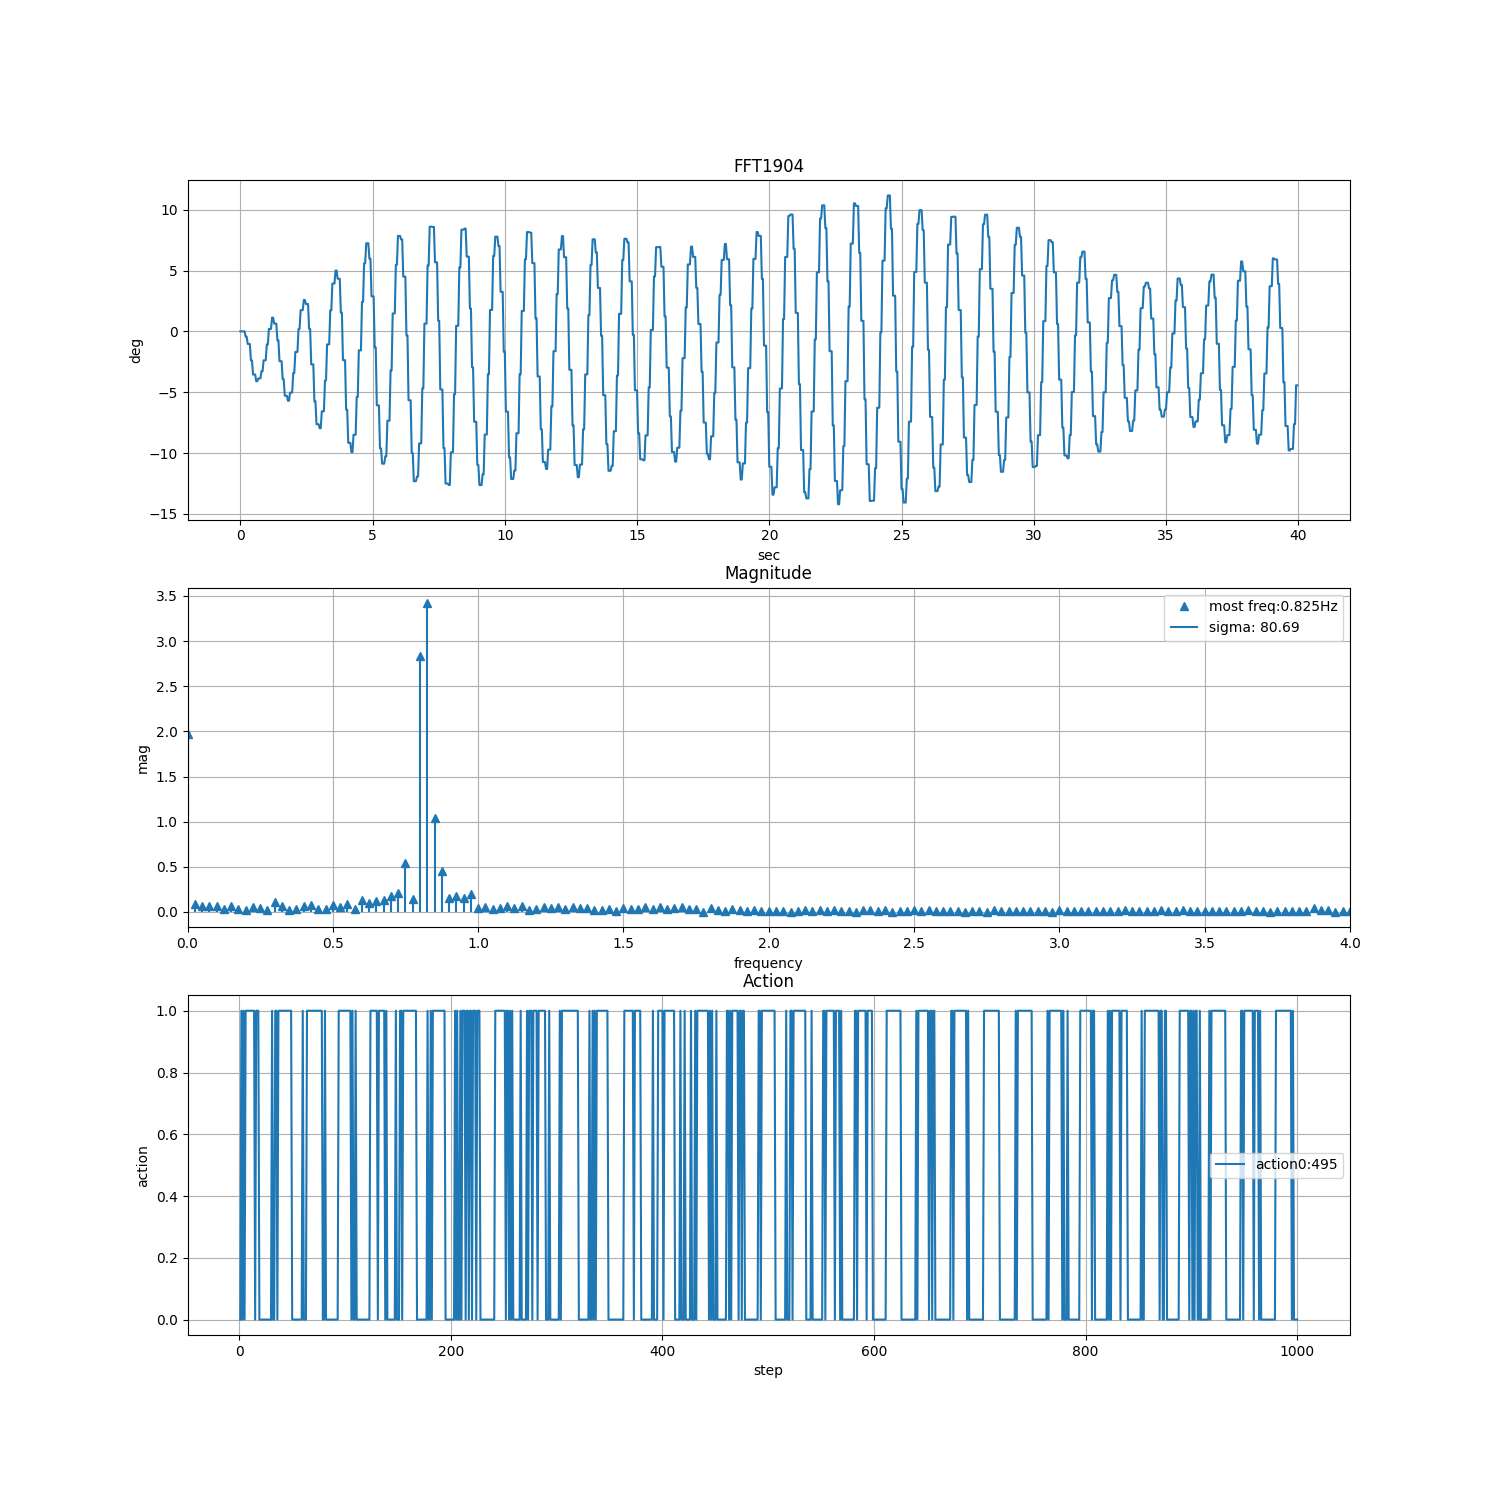 FFT1904
10
5
0
−5
−10
−15
deg
0 5 10 15 20 25 30 35 40
sec
Magnitude
3.5
3.0
2.5
2.0
1.5
1.0
0.5
0.0
mag
most freq:0.825Hz
sigma: 80.69
0.0 0.5 1.0 1.5 2.0 2.5 3.0 3.5 4.0
frequency
Action
1.0
0.8
0.6
0.4
0.2
0.0
action
action0:495
0 200 400 600 800 1000
step